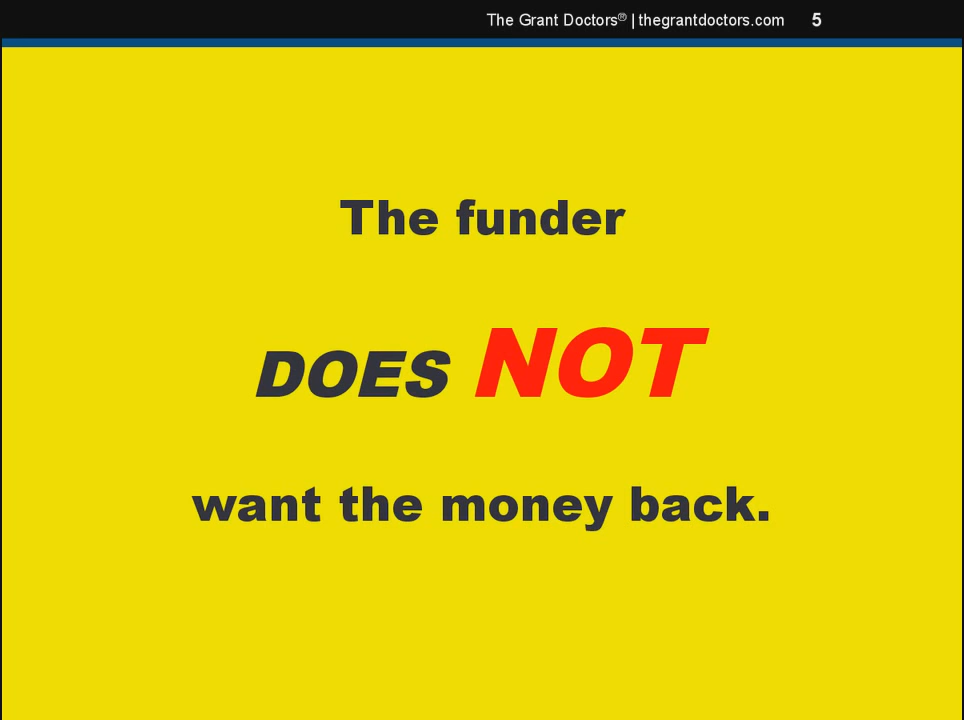 The Grant Doctors® | thegrantdoctors.com 5
The funder
DOES NOT
want the money back.